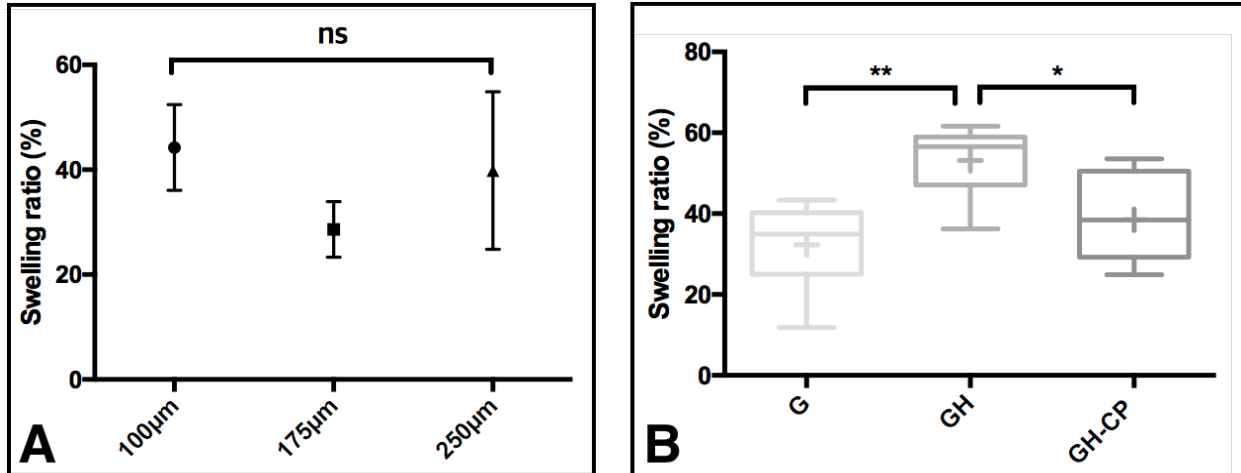 ns
60
40
20
0
Swelling ratio (%)
100µm
175µm
250µm
A
**
*
80
60
40
20
0
Swelling ratio (%)
G
GH
GH-CP
B